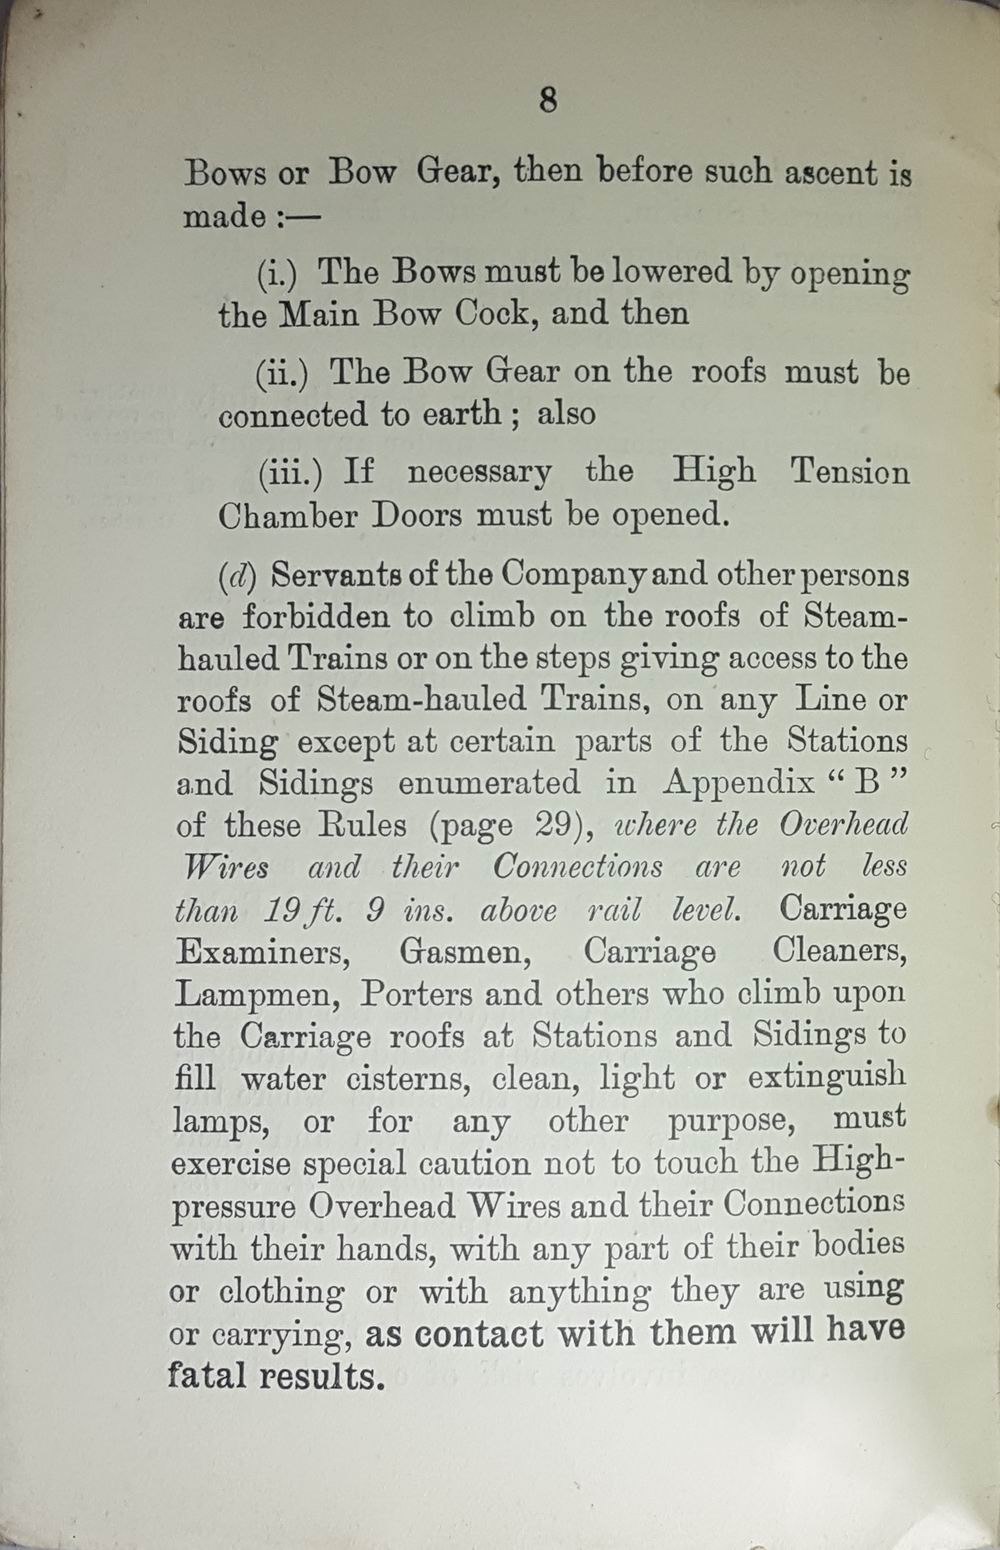 8
Bows or Bow Gear, then before such ascent is
made :—
(i.) The Bows must be lowered by opening
the Main Bow Cock, and then
(ii.) The Bow Gear on the roofs must be
connected to earth ; also
(iii.) If necessary the High Tension
Chamber Doors must be opened.
(d) Servants of the Company and other persons
are forbidden to climb on the roofs of Steam-
hauled Trains or on the steps giving access to the
roofs of Steam-hauled Trains, on any Line or
Siding except at certain parts of the Stations
and Sidings enumerated in Appendix “ B ”
of these Rules (page 29), where the Overhead
Wires and their Connections are not less
than 19 ft. 9 ins. above rail level. Carriage
Examiners, Gasmen, Carriage Cleaners,
Lampmen, Porters and others who climb upon
the Carriage roofs at Stations and Sidings to
fill water cisterns, clean, light or extinguish
lamps, or for any other purpose, must
exercise special caution not to touch the High-
pressure Overhead Wires and their Connections
with their hands, with any part of their bodies
or clothing or with anything they are using
or carrying, as contact with them will have
fatal results.